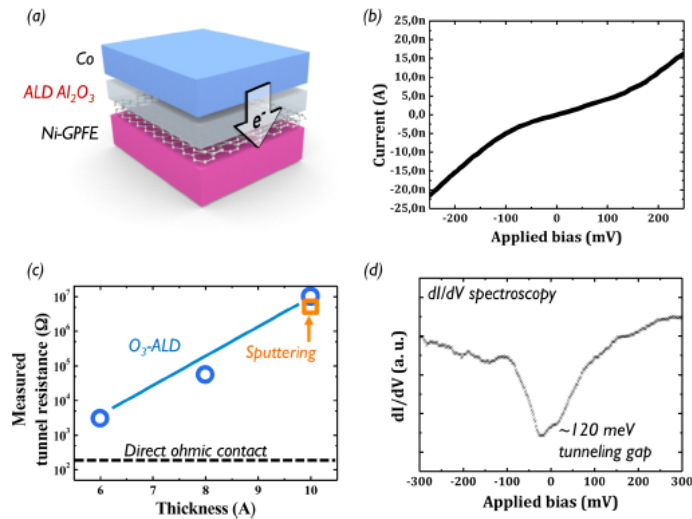 (a)
Co
ALD Al2O3
Ni-GPFE
e-
(b)
25,0n
20,0n
15,0n
10,0n
5,0n
0,0
-5,0n
-10,0n
-15,0n
-20,0n
-25,0n
Current (A)
-200 -100 0 100 200
Applied bias (mV)
(c)
10^7
10^6
10^5
10^4
10^3
10^2
Measured
tunnel resistance (Ω)
O3-ALD
Sputtering
Direct ohmic contact
6 7 8 9 10
Thickness (A)
(d)
dI/dV spectroscopy
dI/dV (a. u.)
~120 meV
tunneling gap
-300 -200 -100 0 100 200 300
Applied bias (mV)